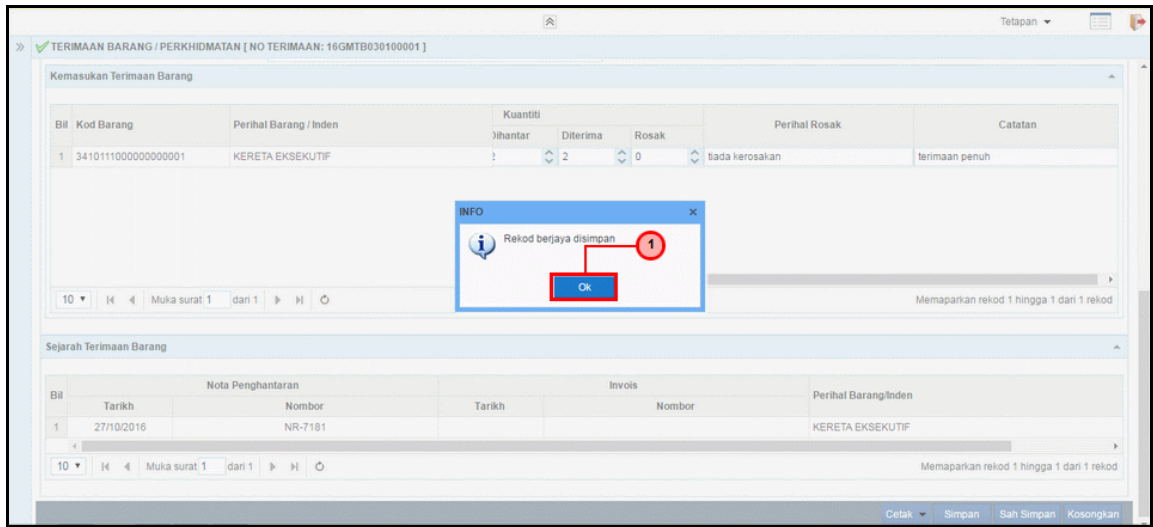 Tetapan
TERIMAAN BARANG / PERKHIDMATAN [ NO TERIMAAN: 16GMTB030100001 ]
Kemasukan Terimaan Barang
Bil Kod Barang Perihal Barang / Inden Kuantiti Perihal Rosak Catatan
Dihantar Diterima Rosak
1 3410111000000000001 KERETA EKSEKUTIF 2 2 0 tiada kerosakan terimaan penuh
INFO
Rekod berjaya disimpan
1
Ok
10 Muka surat 1 dari 1 Memaparkan rekod 1 hingga 1 dari 1 rekod
Sejarah Terimaan Barang
Bil Nota Penghantaran Invois Perihal Barang/Inden
Tarikh Nombor Tarikh Nombor
1 27/10/2016 NR-7181 KERETA EKSEKUTIF
10 Muka surat 1 dari 1 Memaparkan rekod 1 hingga 1 dari 1 rekod
Cetak Simpan Sah Simpan Kosongkan